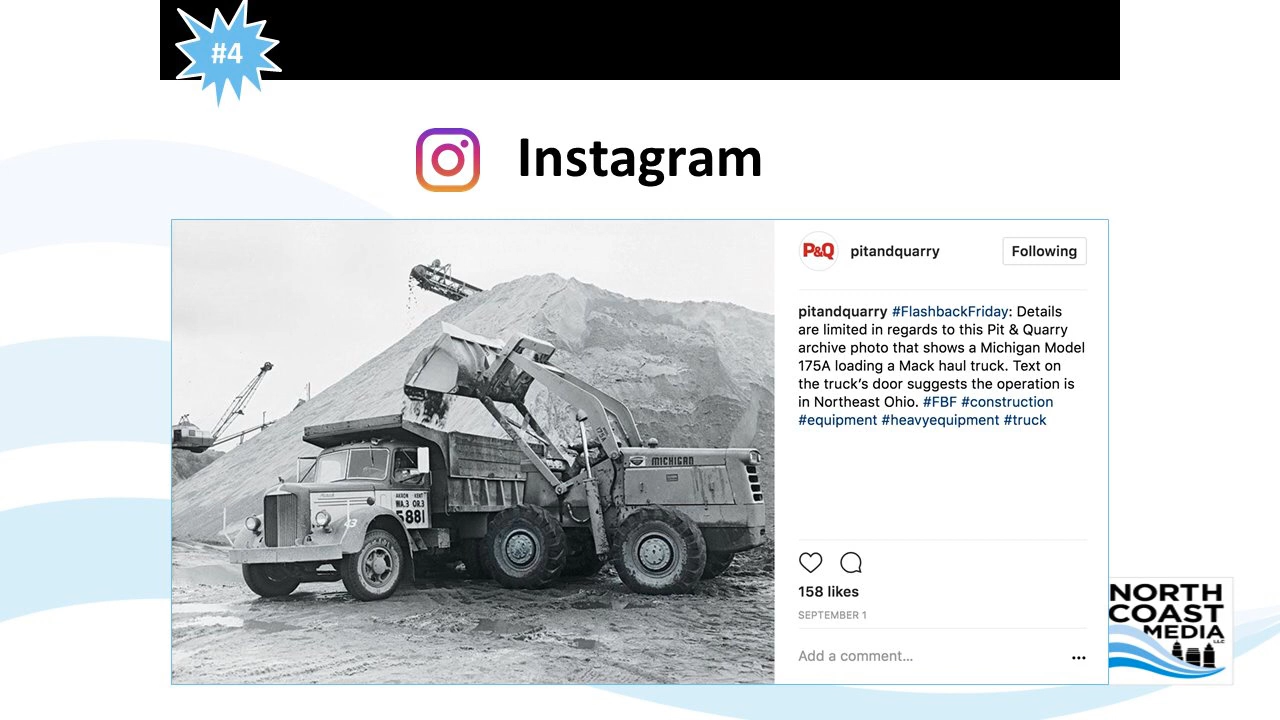 #4
Instagram
P&Q pitandquarry Following
pitandquarry #FlashbackFriday: Details
are limited in regards to this Pit & Quarry
archive photo that shows a Michigan Model
175A loading a Mack haul truck. Text on
the truck's door suggests the operation is
in Northeast Ohio. #FBF #construction
#equipment #heavyequipment #truck
MICHIGAN
AKRON KENT
WA.3 OR.3
5881
43
158 likes
SEPTEMBER 1
Add a comment...
NORTH
COAST
MEDIA
LLC